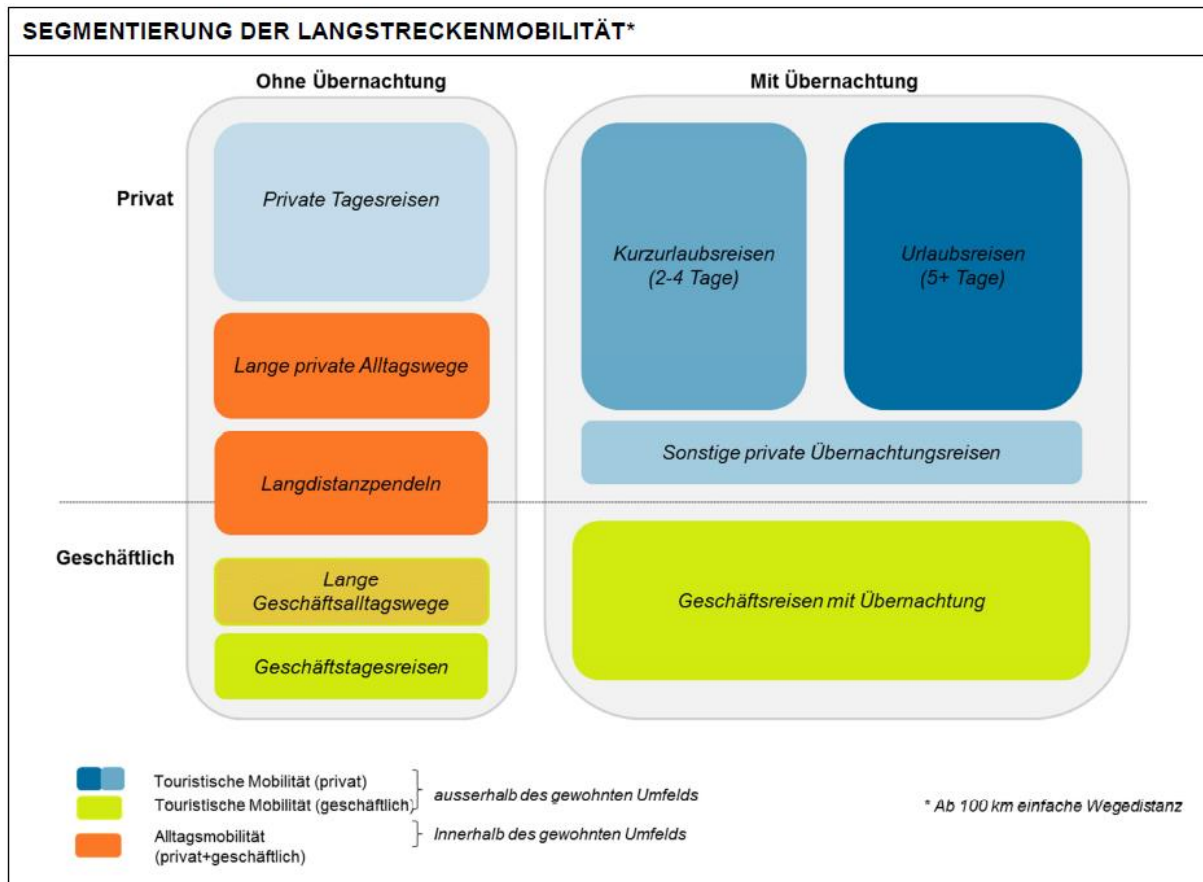 SEGMENTIERUNG DER LANGSTRECKENMOBILITÄT*
Ohne Übernachtung
Mit Übernachtung
Privat
Private Tagesreisen
Kurzurlaubsreisen
(2-4 Tage)
Urlaubsreisen
(5+ Tage)
Lange private Alltagswege
Langdistanzpendeln
Sonstige private Übernachtungsreisen
Geschäftlich
Lange
Geschäftsalltagswege
Geschäftstagesreisen
Geschäftsreisen mit Übernachtung
Touristische Mobilität (privat)
Touristische Mobilität (geschäftlich)
ausserhalb des gewohnten Umfelds
Alltagsmobilität
(privat+geschäftlich)
Innerhalb des gewohnten Umfelds
* Ab 100 km einfache Wegedistanz